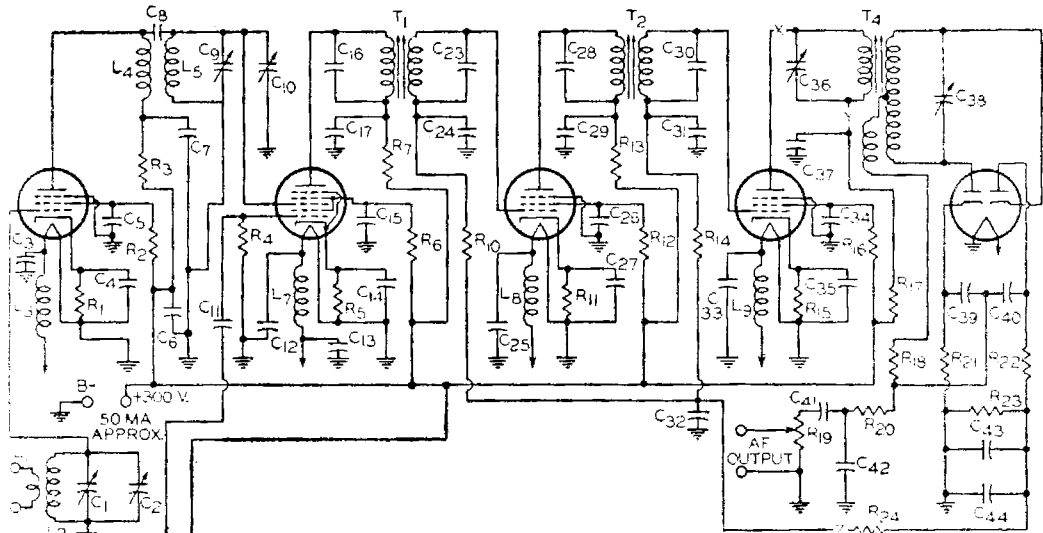 C8
T1
T2
T4
L4
L5
C9
C10
C16
C23
C28
C30
X
C36
C38
C7
C17
C24
C29
C31
R3
R7
R13
C37
C3
C5
R2
C4
R1
C6
R4
C11
L7
C12
R5
C14
C13
C15
R6
R10
C26
R12
R14
L8
R11
C27
C25
C34
R16
C33
L9
R15
C35
R17
R18
C39
C40
R21
R22
R23
C43
C44
B-
+300 V.
50 MA
APPROX.
C32
C41
R19
R20
C42
AF
OUTPUT
C1
C2
R24